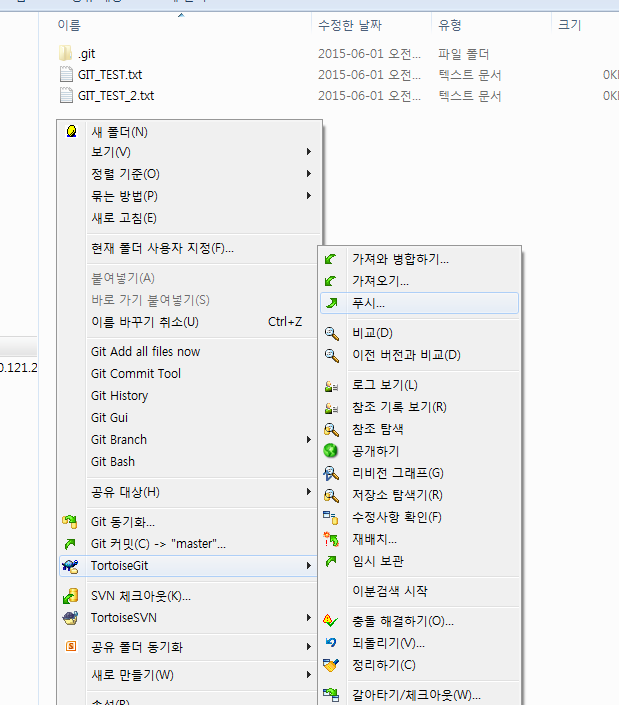 이름 수정한 날짜 유형 크기
.git 2015-06-01 오전... 파일 폴더
GIT_TEST.txt 2015-06-01 오전... 텍스트 문서 0K
GIT_TEST_2.txt 2015-06-01 오전... 텍스트 문서 0K
0.121.2
새 폴더(N)
보기(V)
정렬 기준(O)
묶는 방법(P)
새로 고침(E)
현재 폴더 사용자 지정(F)...
붙여넣기(A)
바로 가기 붙여넣기(S)
이름 바꾸기 취소(U) Ctrl+Z
Git Add all files now
Git Commit Tool
Git History
Git Gui
Git Branch
Git Bash
공유 대상(H)
Git 동기화...
Git 커밋(C) -> "master"...
TortoiseGit
SVN 체크아웃(K)...
TortoiseSVN
공유 폴더 동기화
새로 만들기(W)
속성(R)
가져와 병합하기...
가져오기...
푸시...
비교(D)
이전 버전과 비교(D)
로그 보기(L)
참조 기록 보기(R)
참조 탐색
공개하기
리비전 그래프(G)
저장소 탐색기(R)
수정사항 확인(F)
재배치...
임시 보관
이분검색 시작
충돌 해결하기(O)...
되돌리기(V)...
정리하기(C)
갈아타기/체크아웃(W)...